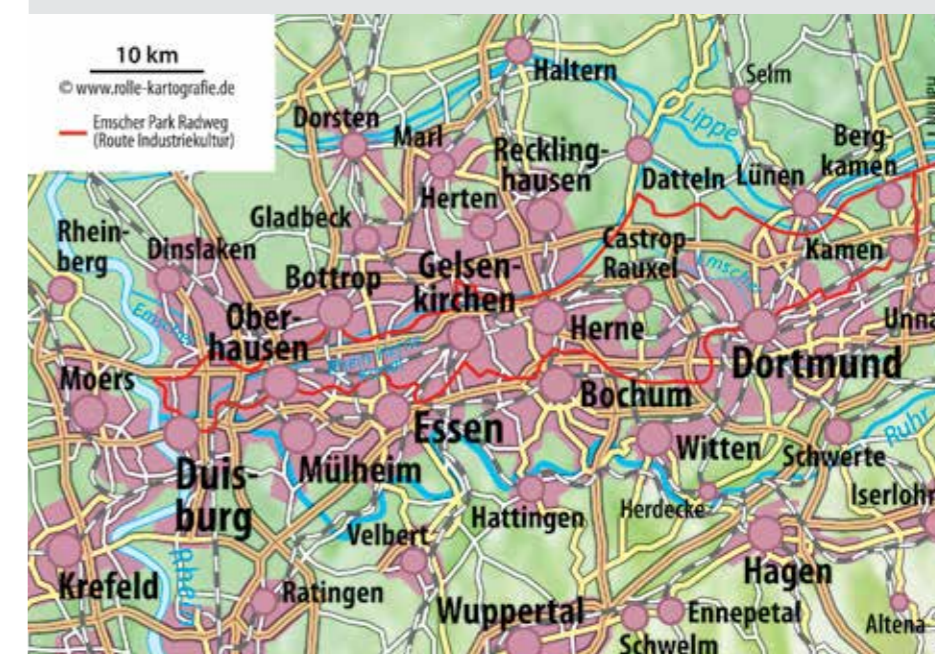 10 km
© www.rolle-kartografie.de
Emscher Park Radweg
(Route Industriekultur)
Haltern
Selm
Lippe
Dorsten
Marl
Reckling-
hausen
Berg-
kamen
Datteln
Lünen
Herten
Gladbeck
Rhein-
berg
Dinslaken
Castrop
Rauxel
Kamen
Bottrop
Gelsen-
kirchen
Emscher
Ober-
hausen
Herne
Unna
Moers
Dortmund
Bochum
Essen
Witten
Ruhr
Duis-
burg
Mülheim
Schwerte
Iserlohn
Hattingen
Herdecke
Velbert
Krefeld
Rhein
Ratingen
Hagen
Wuppertal
Ennepetal
Schwelm
Altena